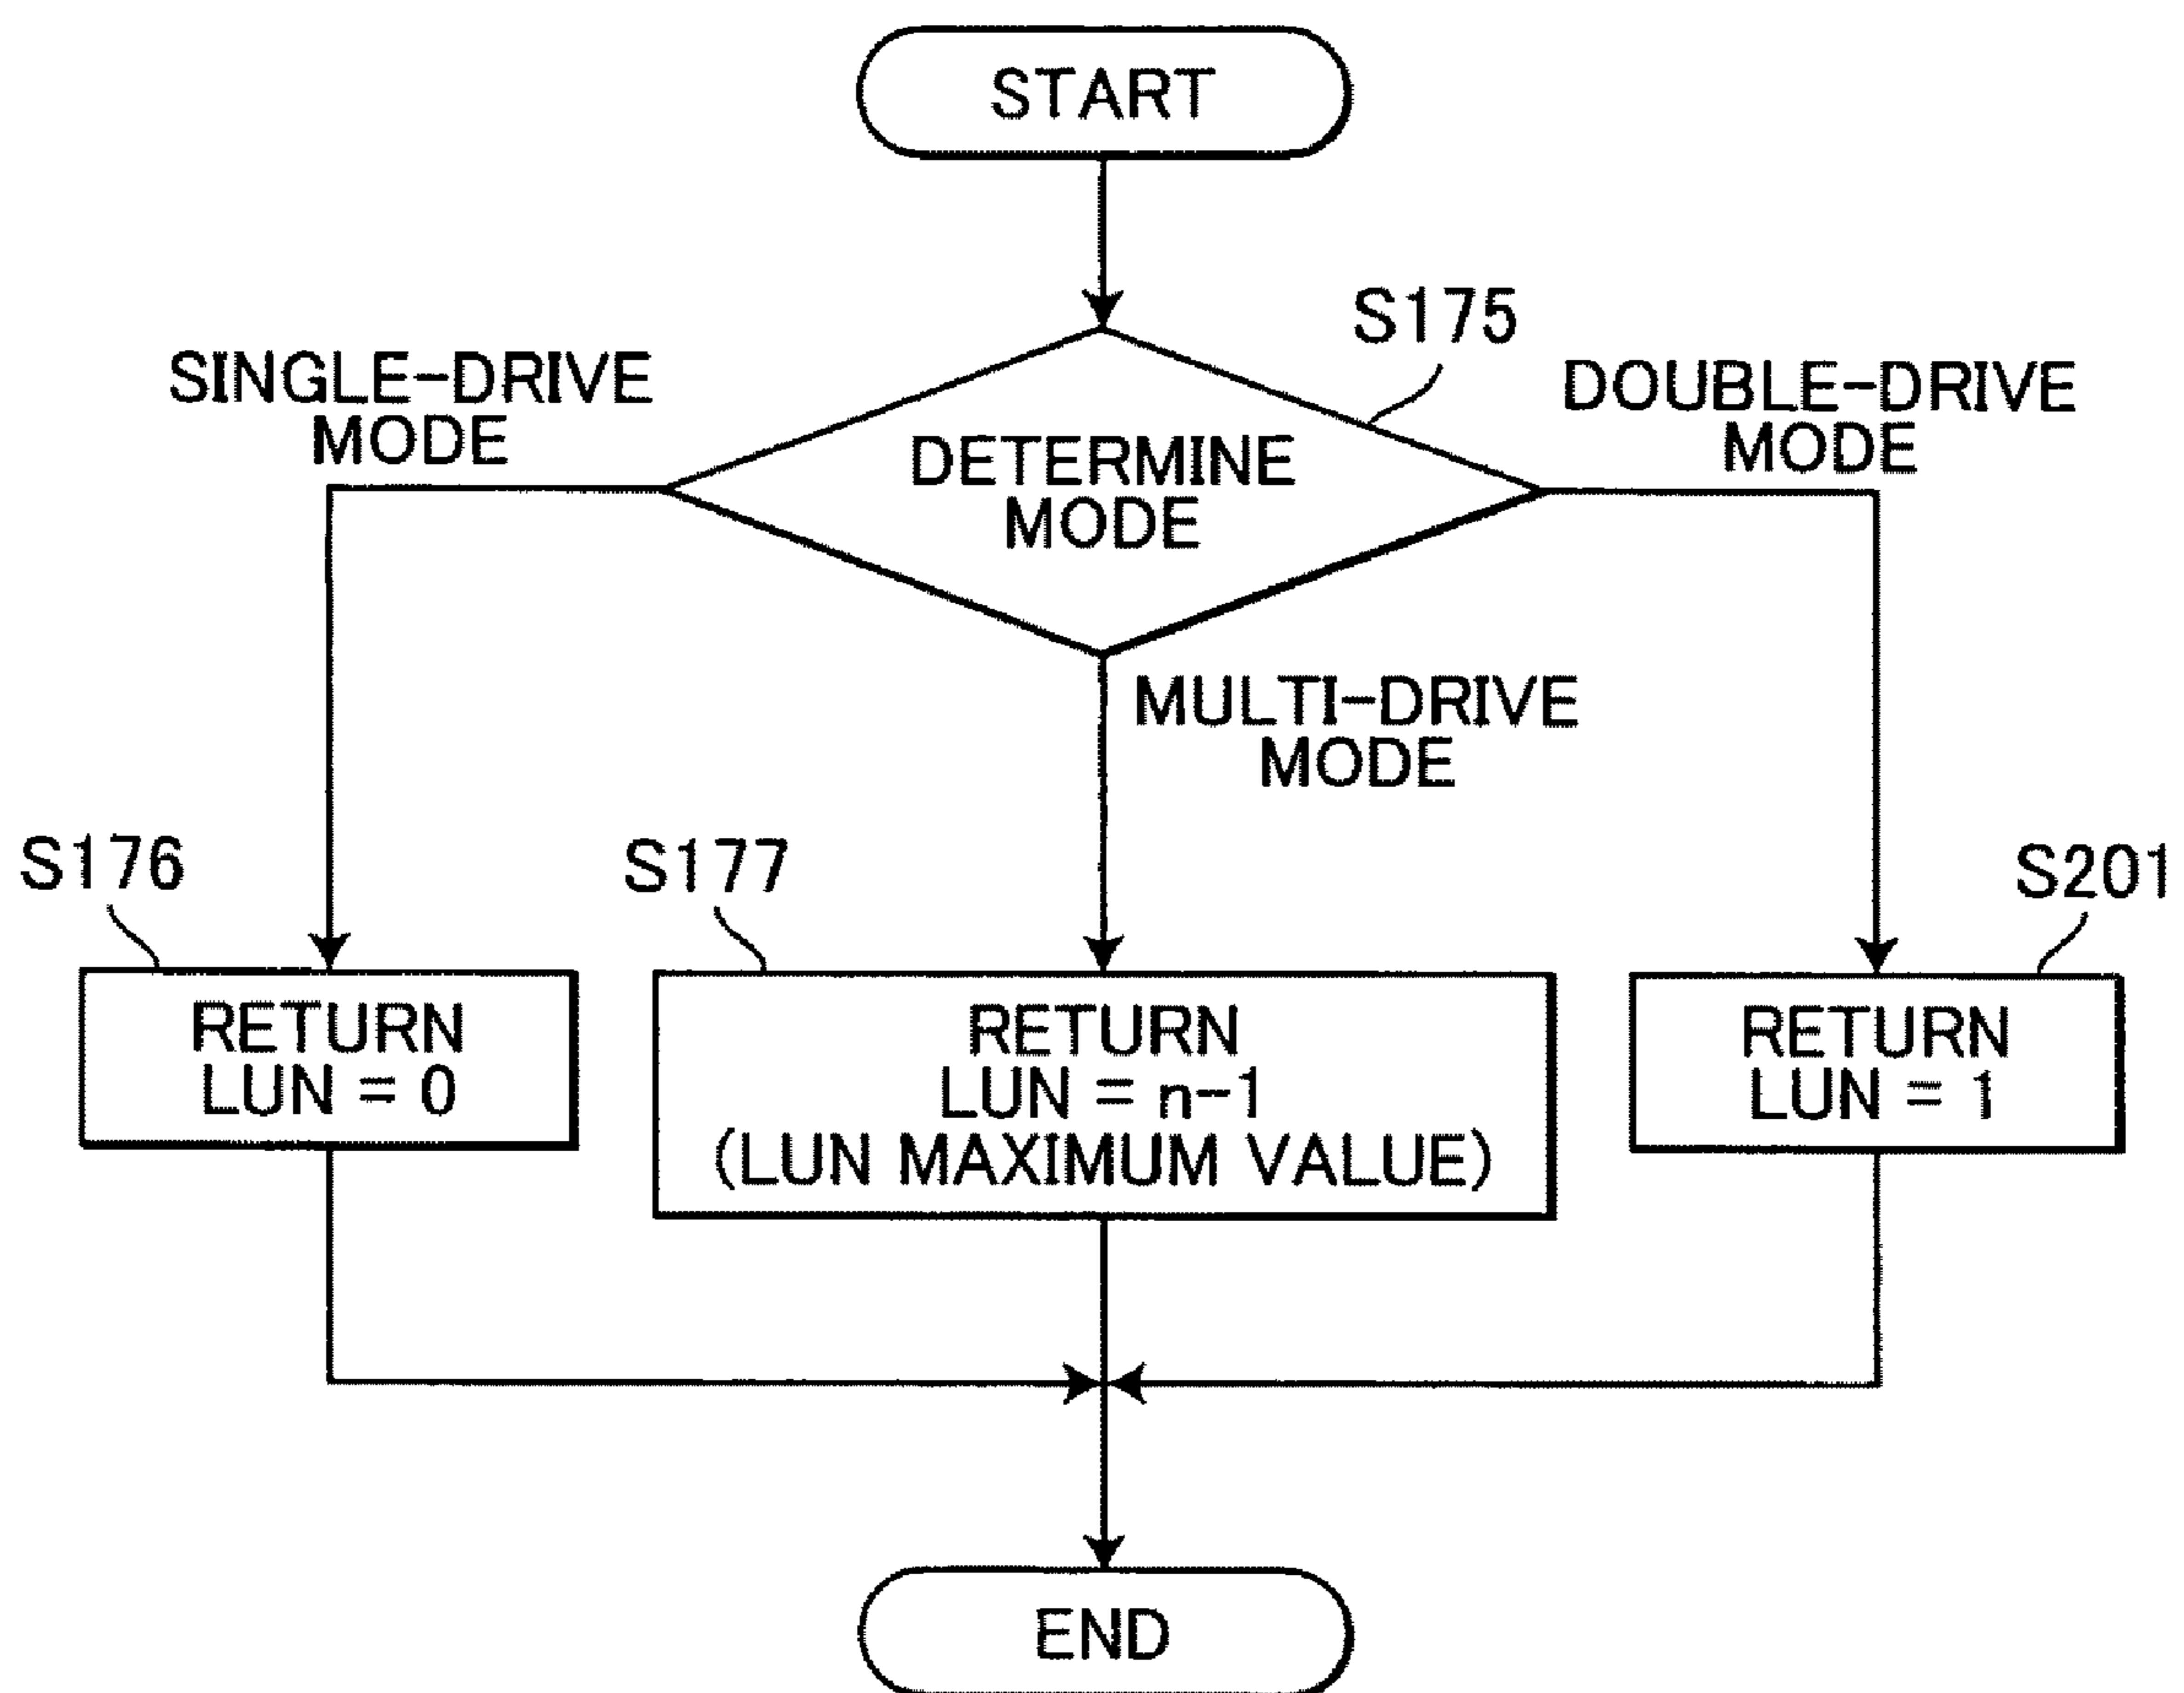 START
S175
SINGLE-DRIVE
MODE
DOUBLE-DRIVE
MODE
DETERMINE
MODE
MULTI-DRIVE
MODE
S176
S177
S201
RETURN
LUN = 0
RETURN
LUN = n-1
(LUN MAXIMUM VALUE)
RETURN
LUN = 1
END